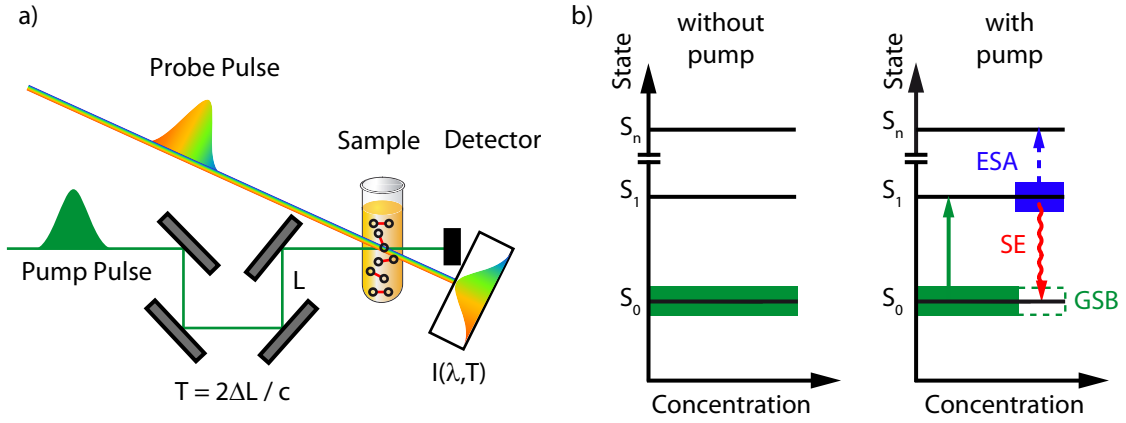 a)
Probe Pulse
Sample
Detector
Pump Pulse
L
T = 2ΔL / c
I(λ,T)
b)
without
pump
State
Sn
S1
S0
Concentration
with
pump
State
Sn
ESA
S1
SE
S0
GSB
Concentration